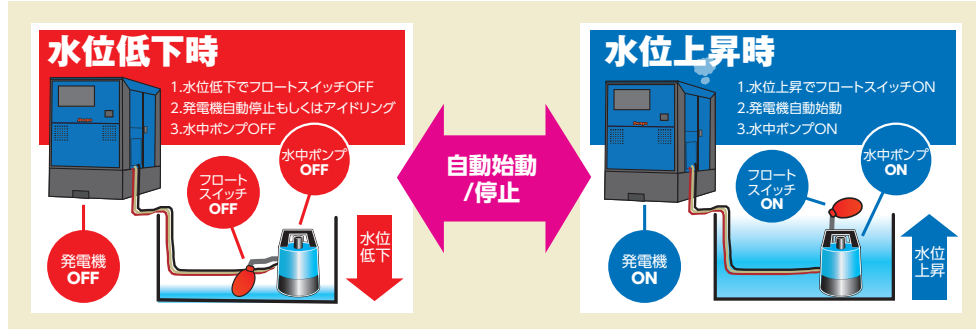 水位低下時
1.水位低下でフロートスイッチOFF
2.発電機自動停止もしくはアイドリング
3.水中ポンプOFF
水中ポンプ
OFF
フロート
スイッチ
OFF
発電機
OFF
水位
低下
自動始動
/停止
水位上昇時
1.水位上昇でフロートスイッチON
2.発電機自動始動
3.水中ポンプON
水中ポンプ
ON
フロート
スイッチ
ON
発電機
ON
水位
上昇